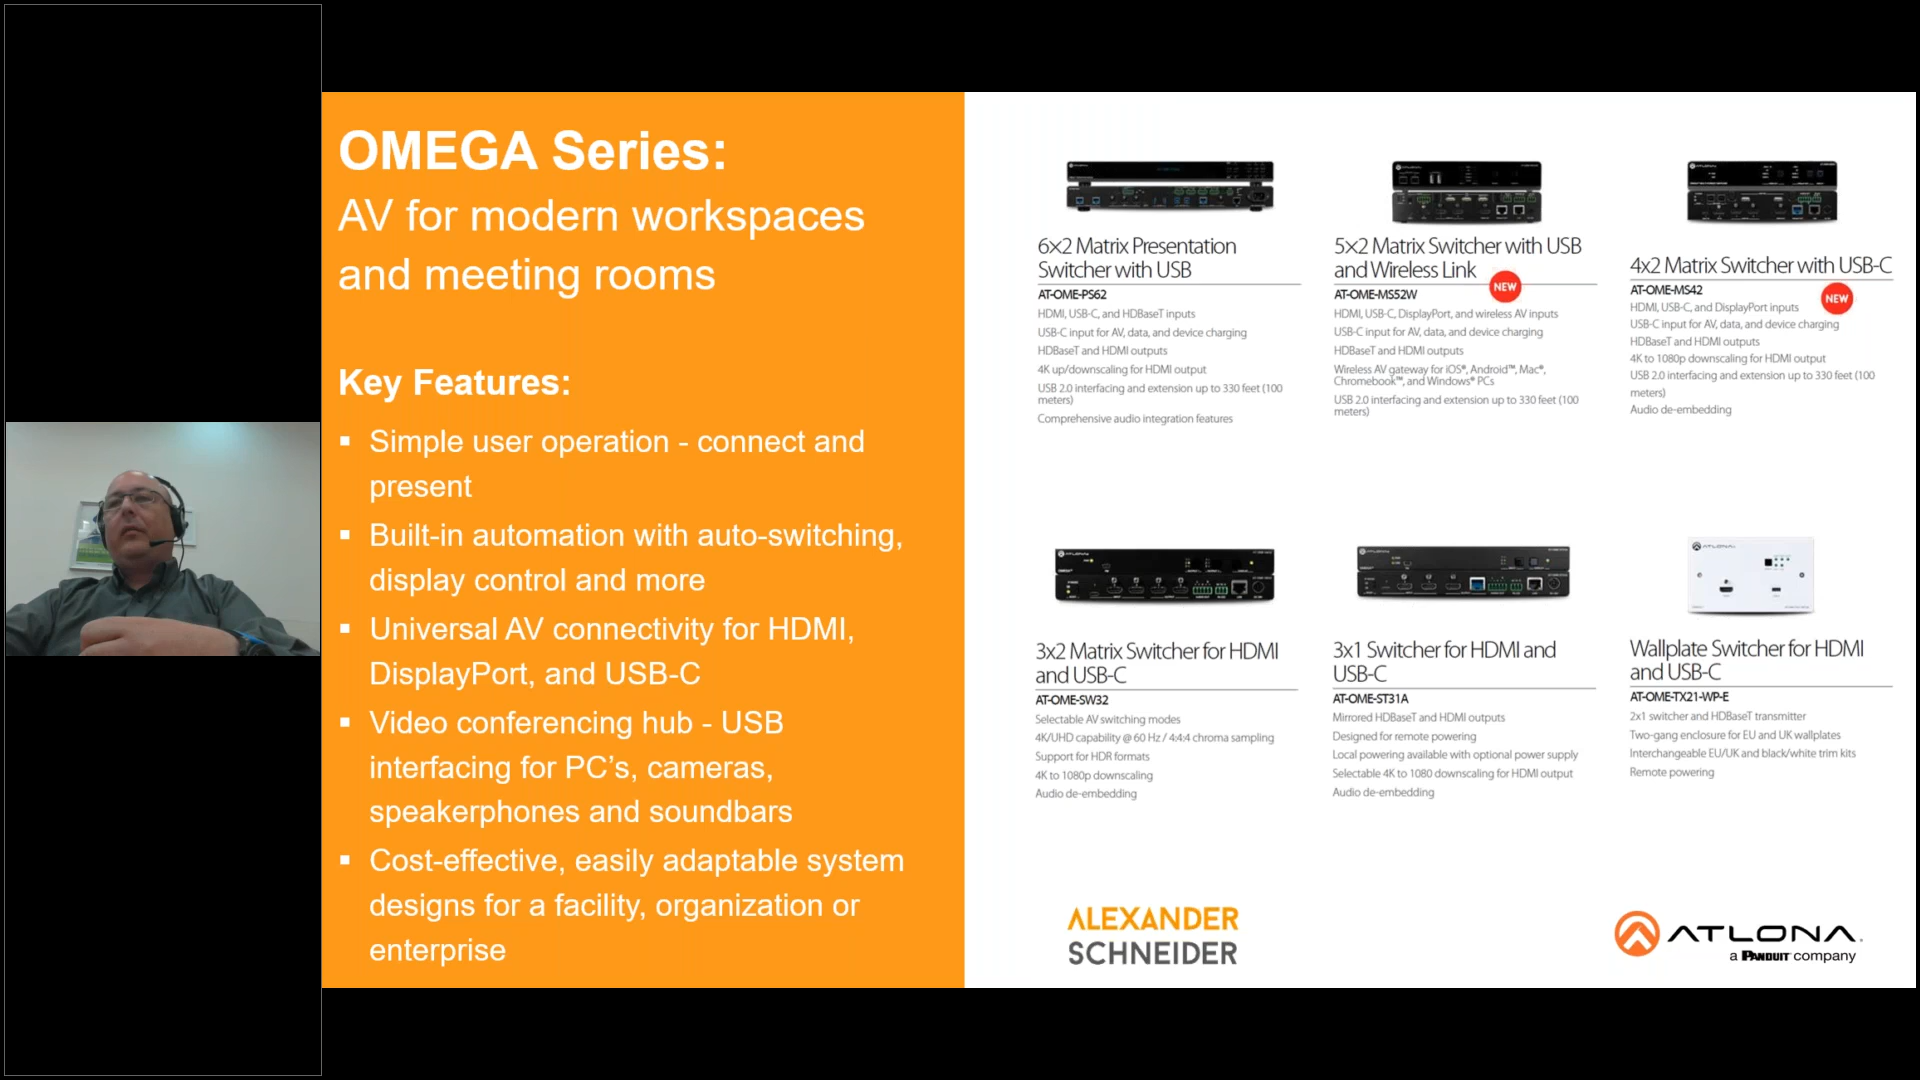 OMEGA Series:
AV for modern workspaces
and meeting rooms
Key Features:
▪ Simple user operation - connect and
present
▪ Built-in automation with auto-switching,
display control and more
▪ Universal AV connectivity for HDMI,
DisplayPort, and USB-C
▪ Video conferencing hub - USB
interfacing for PC’s, cameras,
speakerphones and soundbars
▪ Cost-effective, easily adaptable system
designs for a facility, organization or
enterprise
6×2 Matrix Presentation
Switcher with USB
AT-OME-PS62
HDMI, USB-C, and HDBaseT inputs
USB-C input for AV, data, and device charging
HDBaseT and HDMI outputs
4K up/downscaling for HDMI output
USB 2.0 interfacing and extension up to 330 feet (100
meters)
Comprehensive audio integration features
ATLONA
5×2 Matrix Switcher with USB
and Wireless Link
NEW
AT-OME-MS52W
HDMI, USB-C, DisplayPort, and wireless AV inputs
USB-C input for AV, data, and device charging
HDBaseT and HDMI outputs
Wireless AV gateway for iOS®, Android™, Mac®,
Chromebook™, and Windows® PCs
USB 2.0 interfacing and extension up to 330 feet (100
meters)
ATLONA
4x2 Matrix Switcher with USB-C
AT-OME-MS42
NEW
HDMI, USB-C, and DisplayPort inputs
USB-C input for AV, data, and device charging
HDBaseT and HDMI outputs
4K to 1080p downscaling for HDMI output
USB 2.0 interfacing and extension up to 330 feet (100
meters)
Audio de-embedding
ATLONA
3x2 Matrix Switcher for HDMI
and USB-C
AT-OME-SW32
Selectable AV switching modes
4K/UHD capability @ 60 Hz / 4:4:4 chroma sampling
Support for HDR formats
4K to 1080p downscaling
Audio de-embedding
ATLONA
3x1 Switcher for HDMI and
USB-C
AT-OME-ST31A
Mirrored HDBaseT and HDMI outputs
Designed for remote powering
Local powering available with optional power supply
Selectable 4K to 1080 downscaling for HDMI output
Audio de-embedding
ATLONA
Wallplate Switcher for HDMI
and USB-C
AT-OME-TX21-WP-E
2x1 switcher and HDBaseT transmitter
Two-gang enclosure for EU and UK wallplates
Interchangeable EU/UK and black/white trim kits
Remote powering
ALEXANDER
SCHNEIDER
ATLONA.
a PANDUIT company